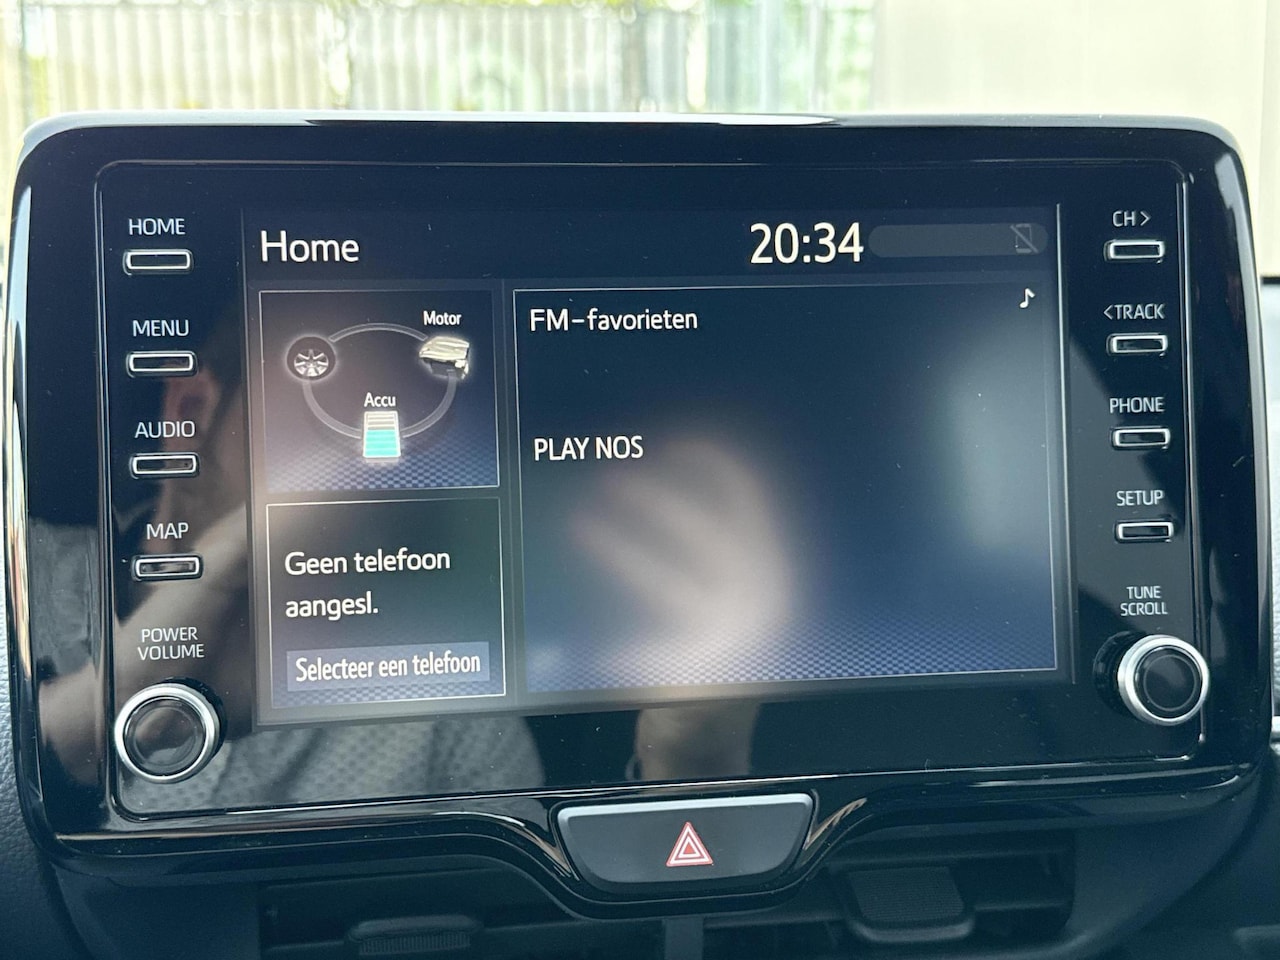 HOME
MENU
AUDIO
MAP
POWER
VOLUME
Home
20:34
Motor
Accu
Geen telefoon
aangesl.
Selecteer een telefoon
FM-favorieten
PLAY NOS
CH >
<TRACK
PHONE
SETUP
TUNE
SCROLL